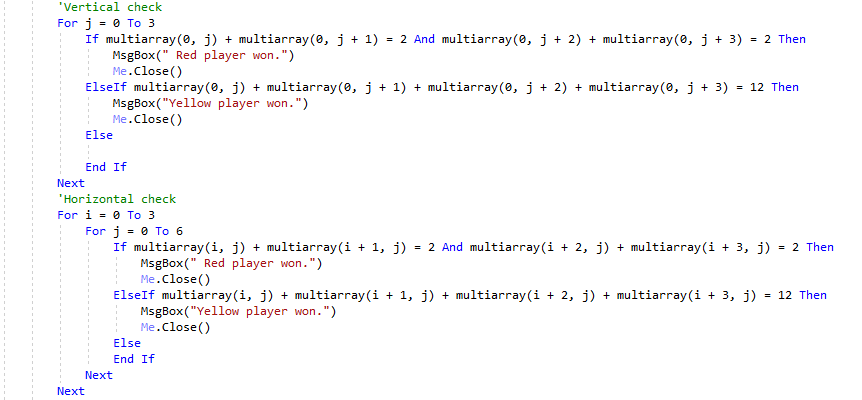 'Vertical check
For j = 0 To 3
If multiarray(0, j) + multiarray(0, j + 1) = 2 And multiarray(0, j + 2) + multiarray(0, j + 3) = 2 Then
MsgBox(" Red player won.")
Me.Close()
ElseIf multiarray(0, j) + multiarray(0, j + 1) + multiarray(0, j + 2) + multiarray(0, j + 3) = 12 Then
MsgBox("Yellow player won.")
Me.Close()
Else
End If
Next
'Horizontal check
For i = 0 To 3
For j = 0 To 6
If multiarray(i, j) + multiarray(i + 1, j) = 2 And multiarray(i + 2, j) + multiarray(i + 3, j) = 2 Then
MsgBox(" Red player won.")
Me.Close()
ElseIf multiarray(i, j) + multiarray(i + 1, j) + multiarray(i + 2, j) + multiarray(i + 3, j) = 12 Then
MsgBox("Yellow player won.")
Me.Close()
Else
End If
Next
Next